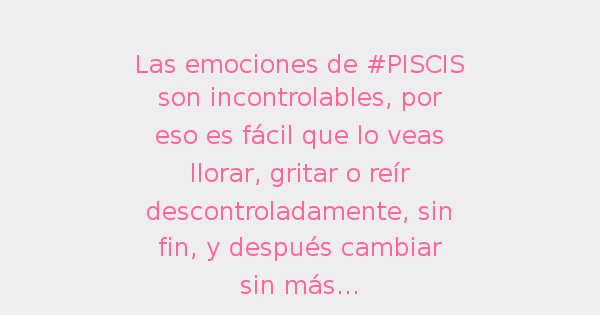 Las emociones de #PISCIS
son incontrolables, por
eso es fácil que lo veas
llorar, gritar o reír
descontroladamente, sin
fin, y después cambiar
sin más...